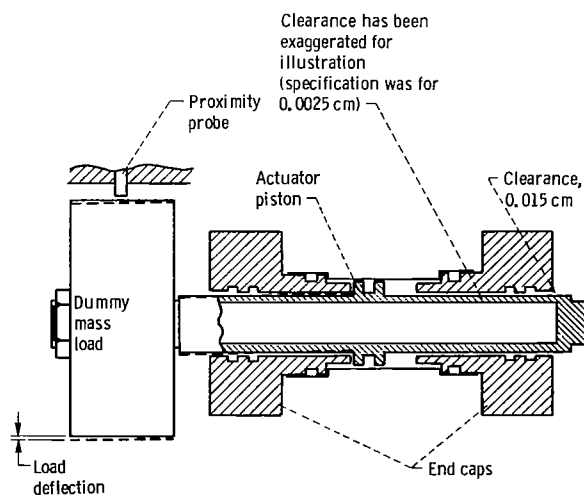 Clearance has been
exaggerated for
illustration
(specification was for
0.0025 cm)
Proximity
probe
Actuator
piston
Clearance,
0.015 cm
Dummy
mass
load
Load
deflection
End caps